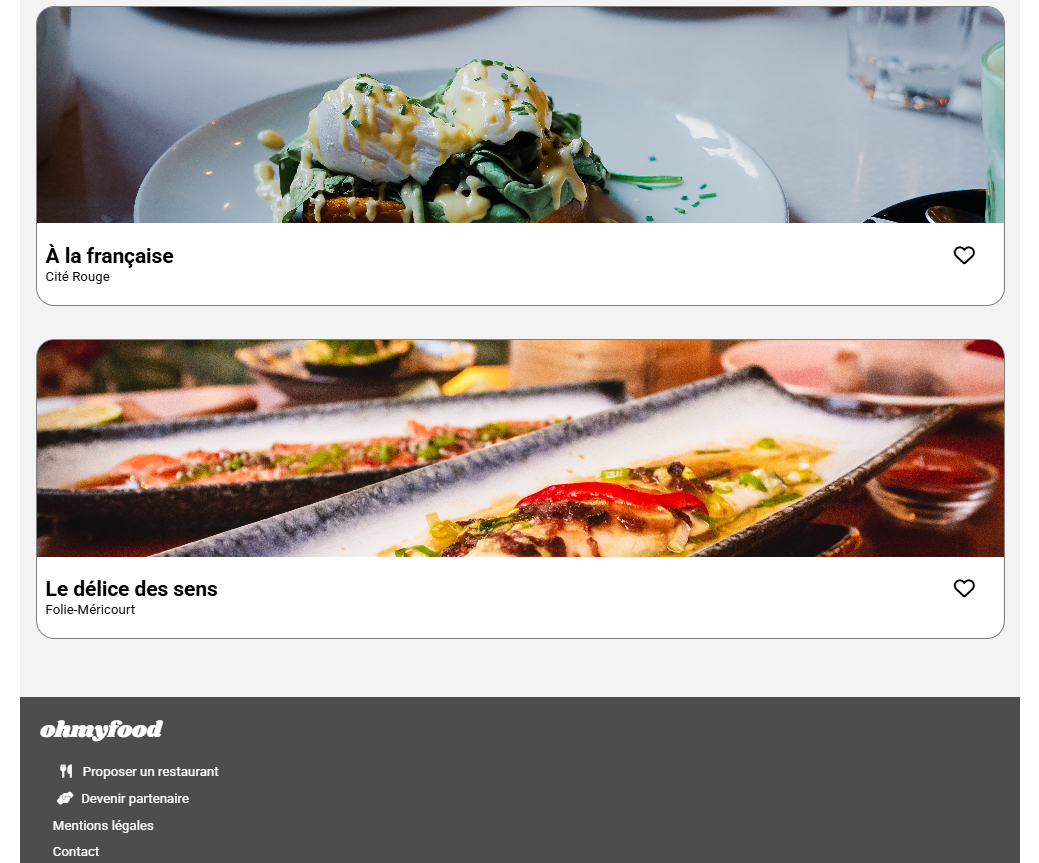 À la française
Cité Rouge
Le délice des sens
Folie-Méricourt
ohmyfood
Proposer un restaurant
Devenir partenaire
Mentions légales
Contact